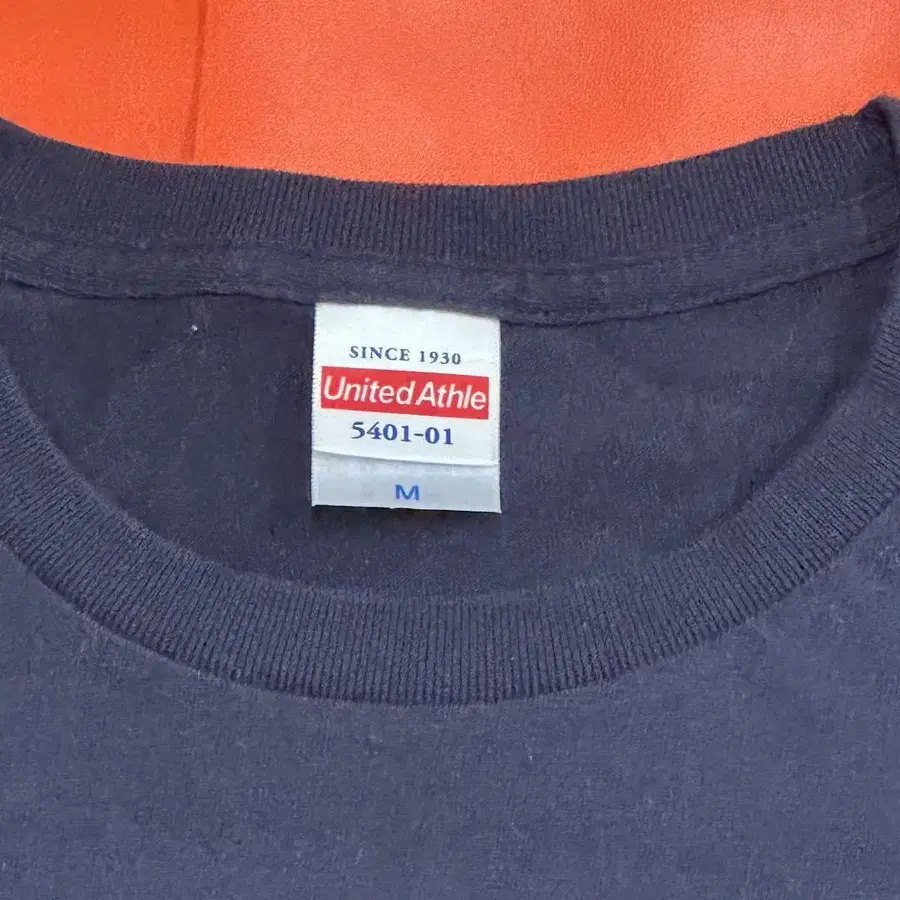 SINCE 1930
United Athle
5401-01
M